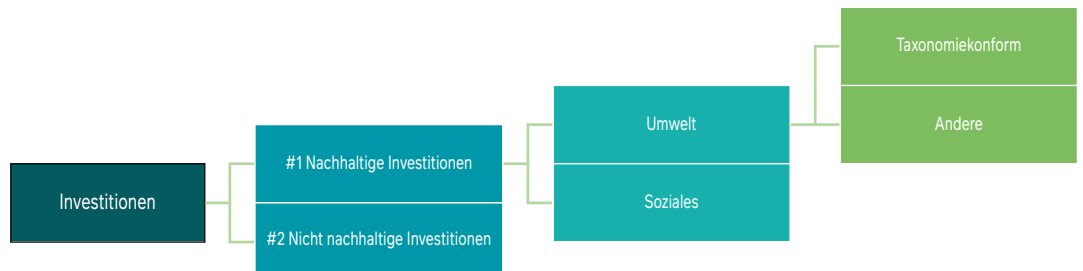 Investitionen
#1 Nachhaltige Investitionen
#2 Nicht nachhaltige Investitionen
Umwelt
Soziales
Taxonomiekonform
Andere